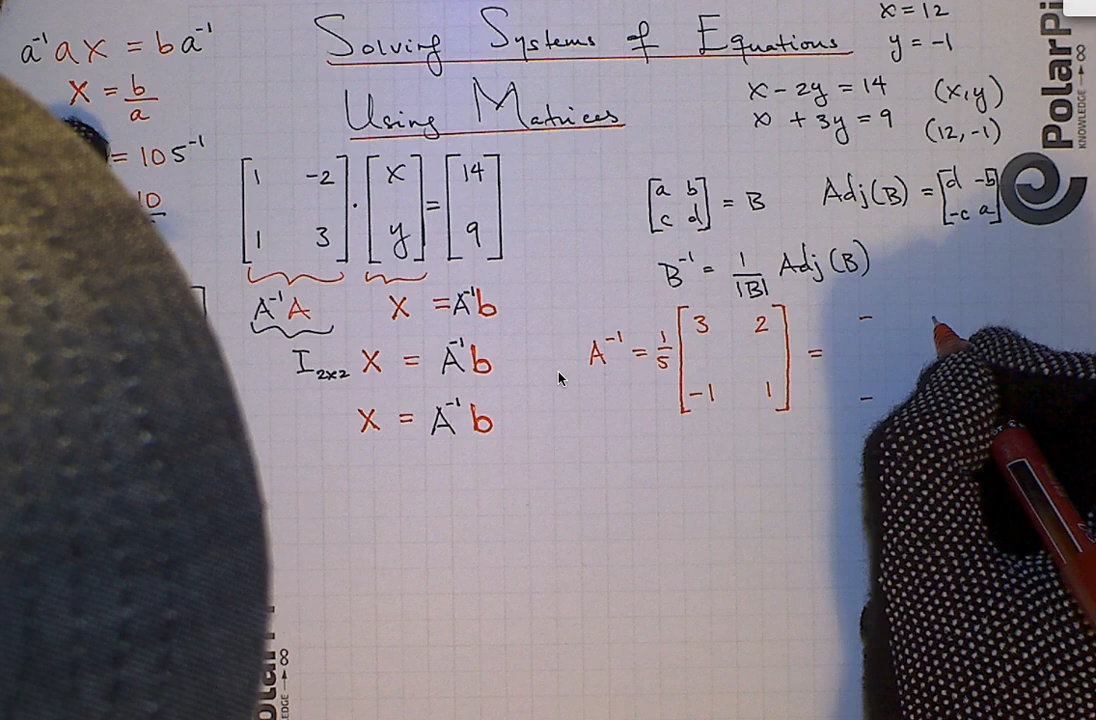 a⁻¹ax = ba⁻¹
x = b/a
= 10 5⁻¹
10
Solving Systems of Equations
Using Matrices
x = 12
y = -1
x - 2y = 14 (x,y)
x + 3y = 9 (12,-1)
[1 -2; 1 3] · [x; y] = [14; 9]
A⁻¹A X = A⁻¹b
I₂ₓ₂ X = A⁻¹b
X = A⁻¹b
[a b; c d] = B Adj(B) = [d -b; -c a]
B⁻¹ = 1/|B| Adj(B)
A⁻¹ = 1/5 [3 2; -1 1] = - -
PolarPi
KNOWLEDGE → ∞